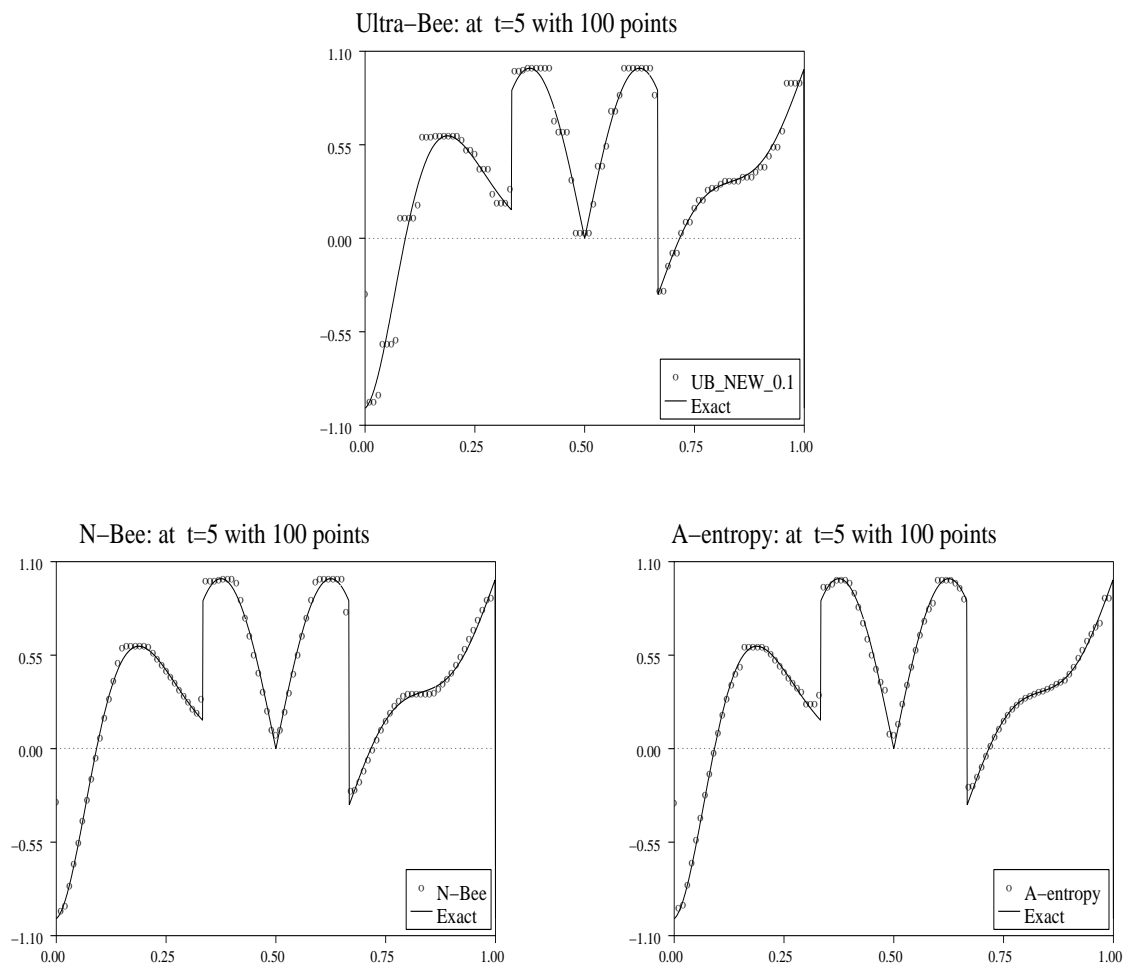 Ultra−Bee: at t=5 with 100 points
1.10
0.55
0.00
−0.55
−1.10
0.00 0.25 0.50 0.75 1.00
o UB_NEW_0.1
Exact
N−Bee: at t=5 with 100 points
1.10
0.55
0.00
−0.55
−1.10
0.00 0.25 0.50 0.75 1.00
o N−Bee
Exact
A−entropy: at t=5 with 100 points
1.10
0.55
0.00
−0.55
−1.10
0.00 0.25 0.50 0.75 1.00
o A−entropy
Exact